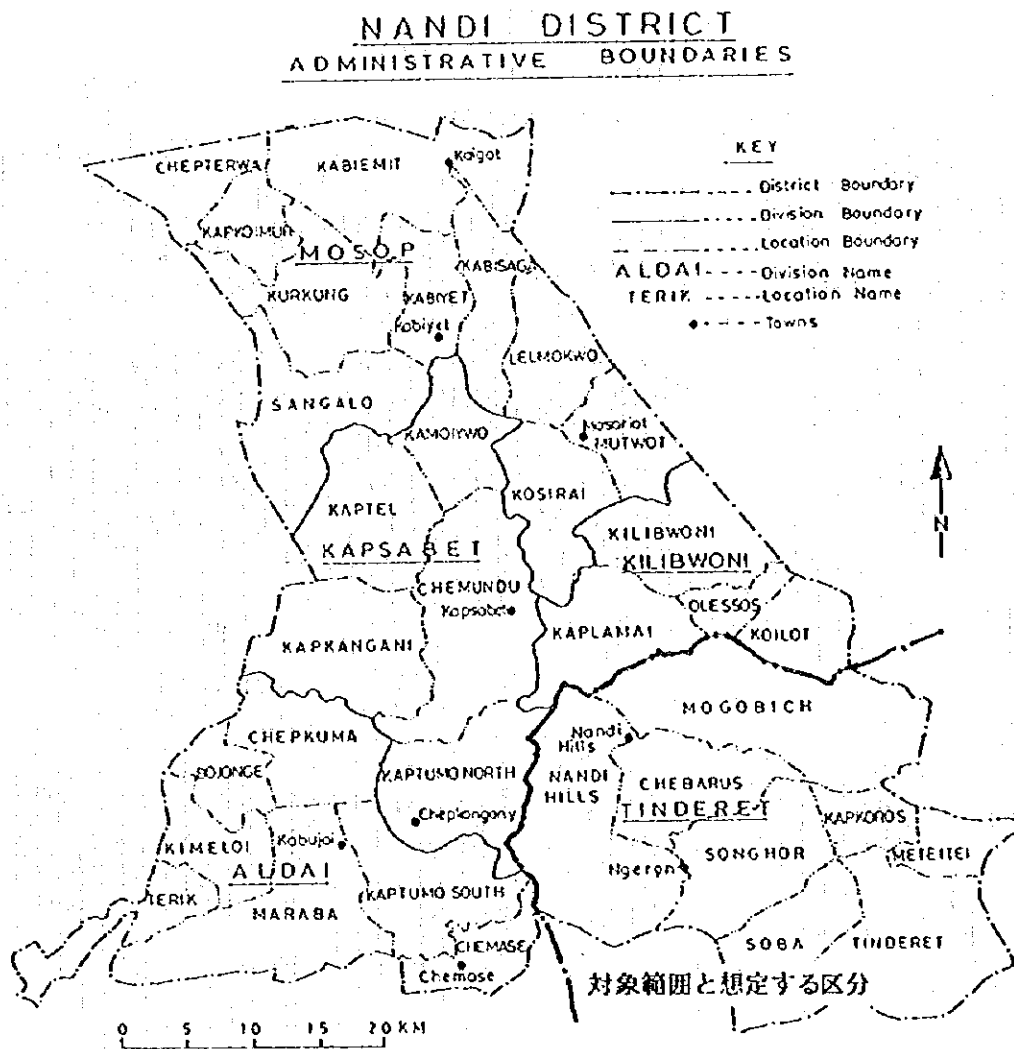 NANDI DISTRICT
ADMINISTRATIVE BOUNDARIES
KEY
District Boundary
Division Boundary
Location Boundary
ALDAI Division Name
TERIK Location Name
Towns
CHEPTERWA
KABIEMIT
Kaigat
KAPYOIMUR
MOSOP
KABISAGA
KURKUNG
KABIYET
Kabiyet
LELMOKWO
SANGALO
KAMOIYWO
Mosoriot
MUTWOT
KOSIRAI
KAPTEL
KILIBWONI
KAPSABET
KILIBWONI
CHEMUNDU
OLESSOS
Kapsabet
KAPLAMAI
KOILOT
KAPKANGANI
N
MOGOBICH
CHEPKUMA
Nandi
Hills
KAPTUMO NORTH
NANDI
HILLS
CHEBARUS
TINDERET
Cheplongony
KAPKOROS
KIMELOI
Kabujoi
SONGHOR
METEITEI
ALDAI
Ngeron
TERIK
KAPTUMO SOUTH
MARABA
CHEMASE
SOBA
TINDERET
Chemase
対象範囲と想定する区分
0 5 10 15 20 KM